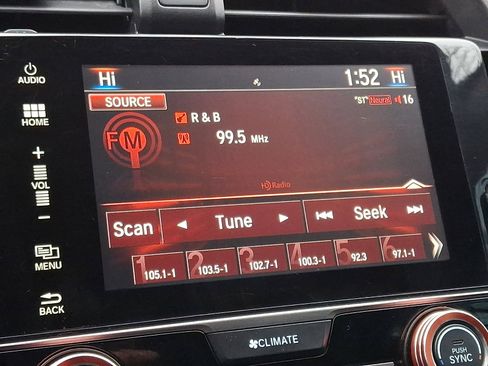 AUDIO
Hi 1:52 Hi
SOURCE "ST" Neural 16
HOME
R & B
FM
99.5 MHz
+
VOL
−
HD Radio
Scan ◄ Tune ► Seek
MENU
1 105.1-1 2 103.5-1 3 102.7-1 4 100.3-1 5 92.3 6 97.1-1
BACK
CLIMATE
PUSH
SYNC